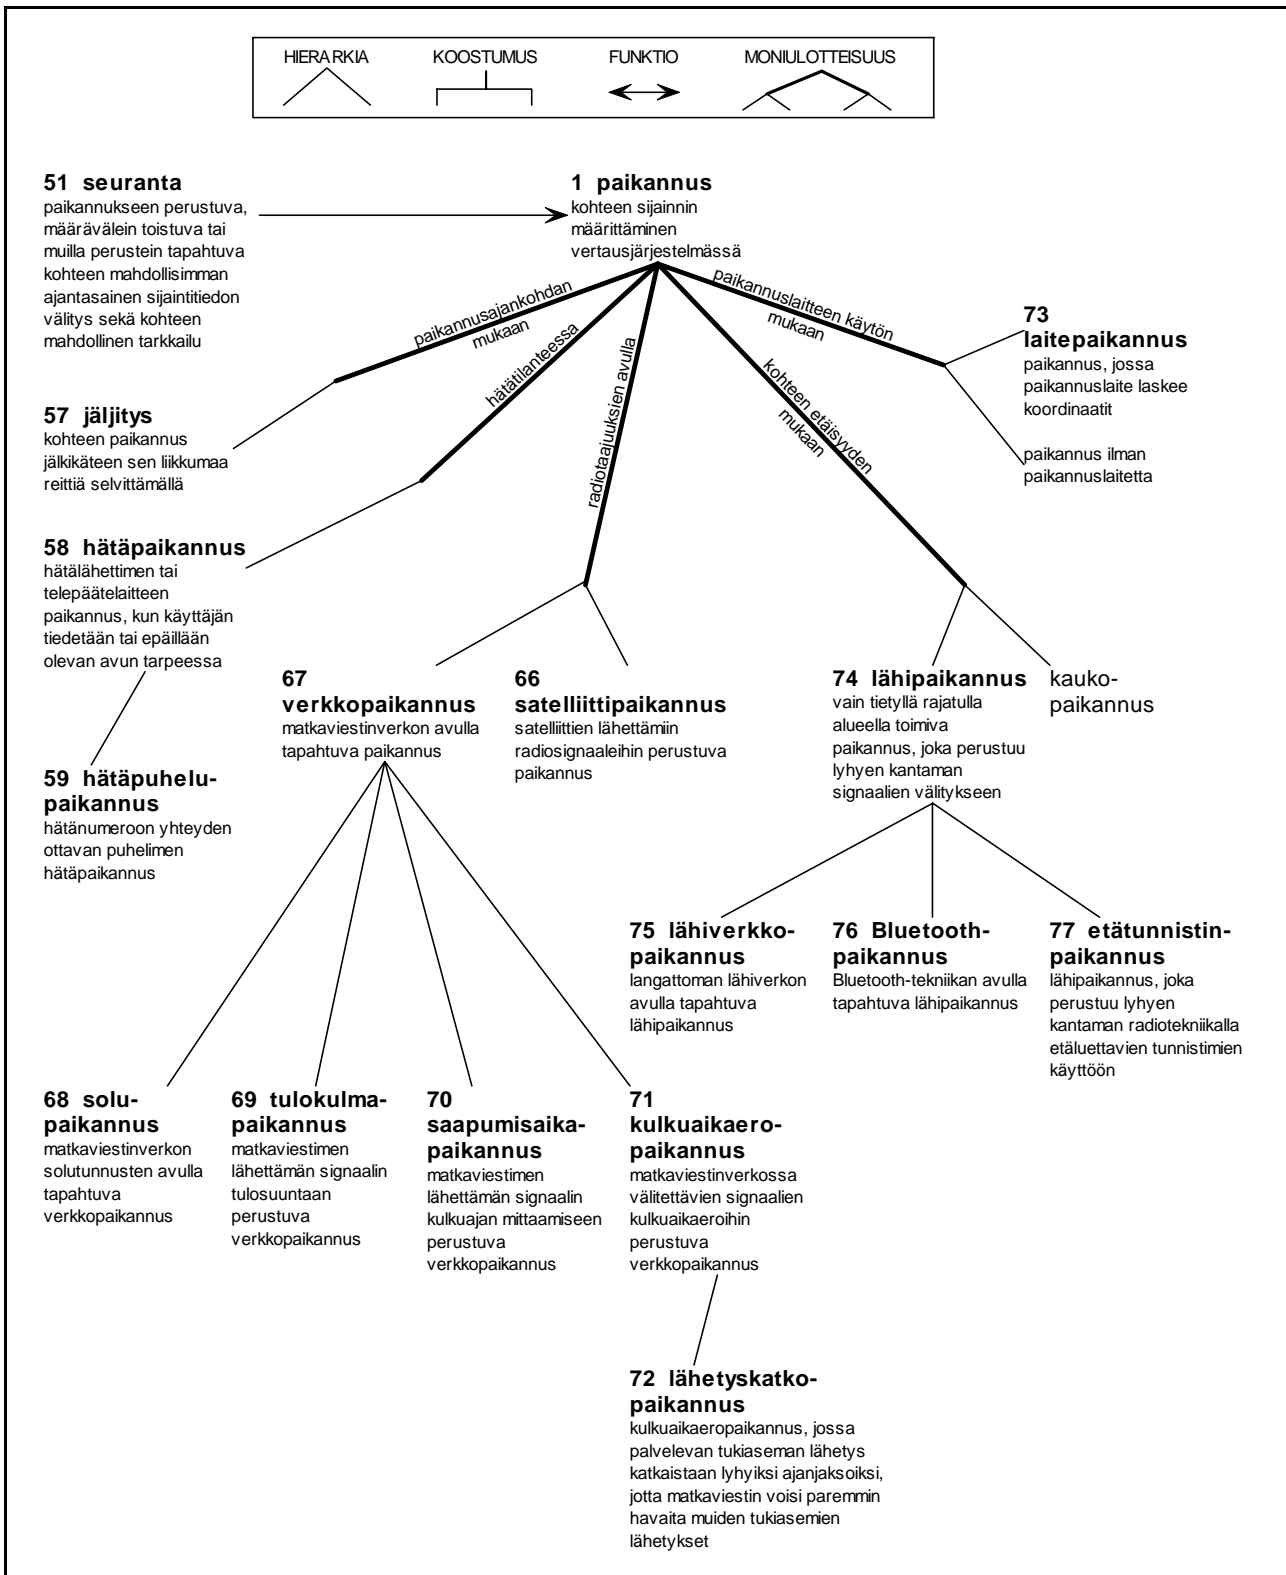 HIERARKIA
KOOSTUMUS
FUNKTIO
MONIULOTTEISUUS
51 seuranta
paikannukseen perustuva,
määrävälein toistuva tai
muilla perustein tapahtuva
kohteen mahdollisimman
ajantasainen sijaintitiedon
välitys sekä kohteen
mahdollinen tarkkailu
1 paikannus
kohteen sijainnin
määrittäminen
vertausjärjestelmässä
paikannusajankohdan
mukaan
hätätilanteessa
radiotaajuuksien avulla
kohteen etäisyyden
mukaan
paikannuslaitteen käytön
mukaan
73
laitepaikannus
paikannus, jossa
paikannuslaite laskee
koordinaatit
paikannus ilman
paikannuslaitetta
57 jäljitys
kohteen paikannus
jälkikäteen sen liikkumaa
reittiä selvittämällä
58 hätäpaikannus
hätälähettimen tai
telepäätelaitteen
paikannus, kun käyttäjän
tiedetään tai epäillään
olevan avun tarpeessa
59 hätäpuhelu-
paikannus
hätänumeroon yhteyden
ottavan puhelimen
hätäpaikannus
67
verkkopaikannus
matkaviestinverkon avulla
tapahtuva paikannus
66
satelliittipaikannus
satelliittien lähettämiin
radiosignaaleihin perustuva
paikannus
74 lähipaikannus
vain tietyllä rajatulla
alueella toimiva
paikannus, joka perustuu
lyhyen kantaman
signaalien välitykseen
kauko-
paikannus
75 lähiverkko-
paikannus
langattoman lähiverkon
avulla tapahtuva
lähipaikannus
76 Bluetooth-
paikannus
Bluetooth-tekniikan avulla
tapahtuva lähipaikannus
77 etätunnistin-
paikannus
lähipaikannus, joka
perustuu lyhyen
kantaman radiotekniikalla
etäluettavien tunnistimien
käyttöön
68 solu-
paikannus
matkaviestinverkon
solutunnusten avulla
tapahtuva
verkkopaikannus
69 tulokulma-
paikannus
matkaviestimen
lähettämän signaalin
tulosuuntaan
perustuva
verkkopaikannus
70
saapumisaika-
paikannus
matkaviestimen
lähettämän signaalin
kulkuajan mittaamiseen
perustuva
verkkopaikannus
71
kulkuaikaero-
paikannus
matkaviestinverkossa
välitettävien signaalien
kulkuaikaeroihin
perustuva
verkkopaikannus
72 lähetyskatko-
paikannus
kulkuaikaeropaikannus, jossa
palvelevan tukiaseman lähetys
katkaistaan lyhyiksi ajanjaksoiksi,
jotta matkaviestin voisi paremmin
havaita muiden tukiasemien
lähetykset